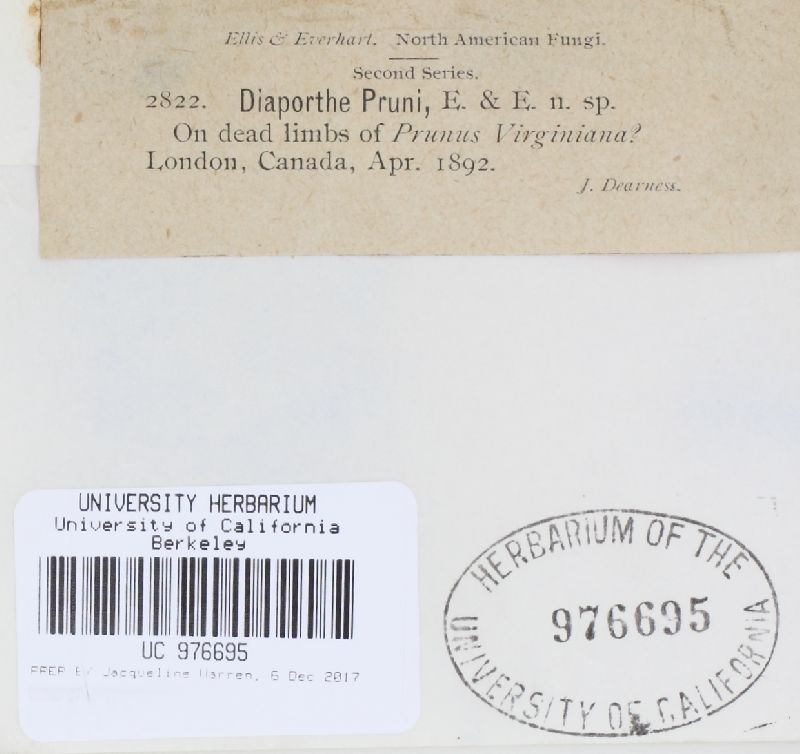 Ellis & Everhart. North American Fungi.
Second Series.
2822. Diaporthe Pruni, E. & E. n. sp.
On dead limbs of Prunus Virginiana?
London, Canada, Apr. 1892.
J. Dearness.
UNIVERSITY HERBARIUM
University of California
Berkeley
UC 976695
PREP BY Jacqueline Warren, 6 Dec 2017
HERBARIUM OF THE
976695
UNIVERSITY OF CALIFORNIA